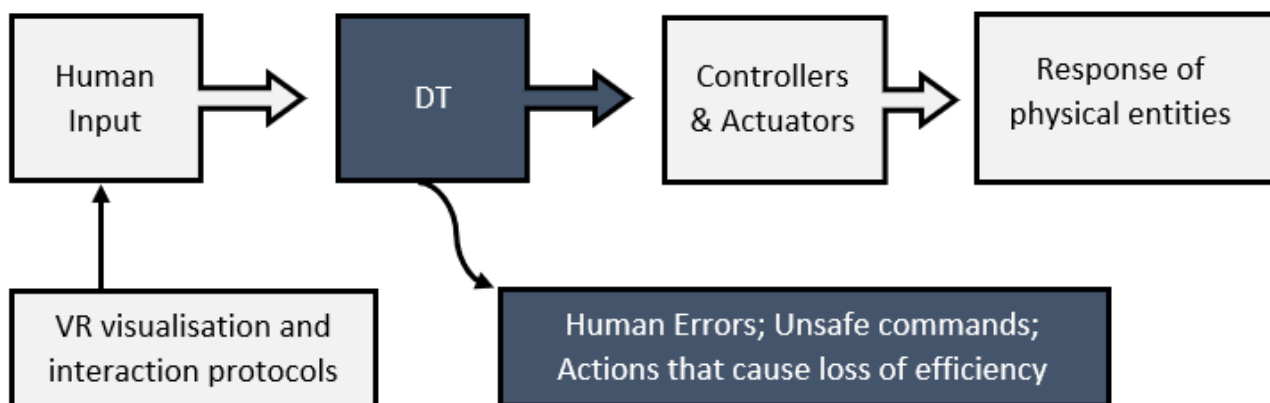 Human
Input
DT
Controllers
& Actuators
Response of
physical entities
VR visualisation and
interaction protocols
Human Errors; Unsafe commands;
Actions that cause loss of efficiency